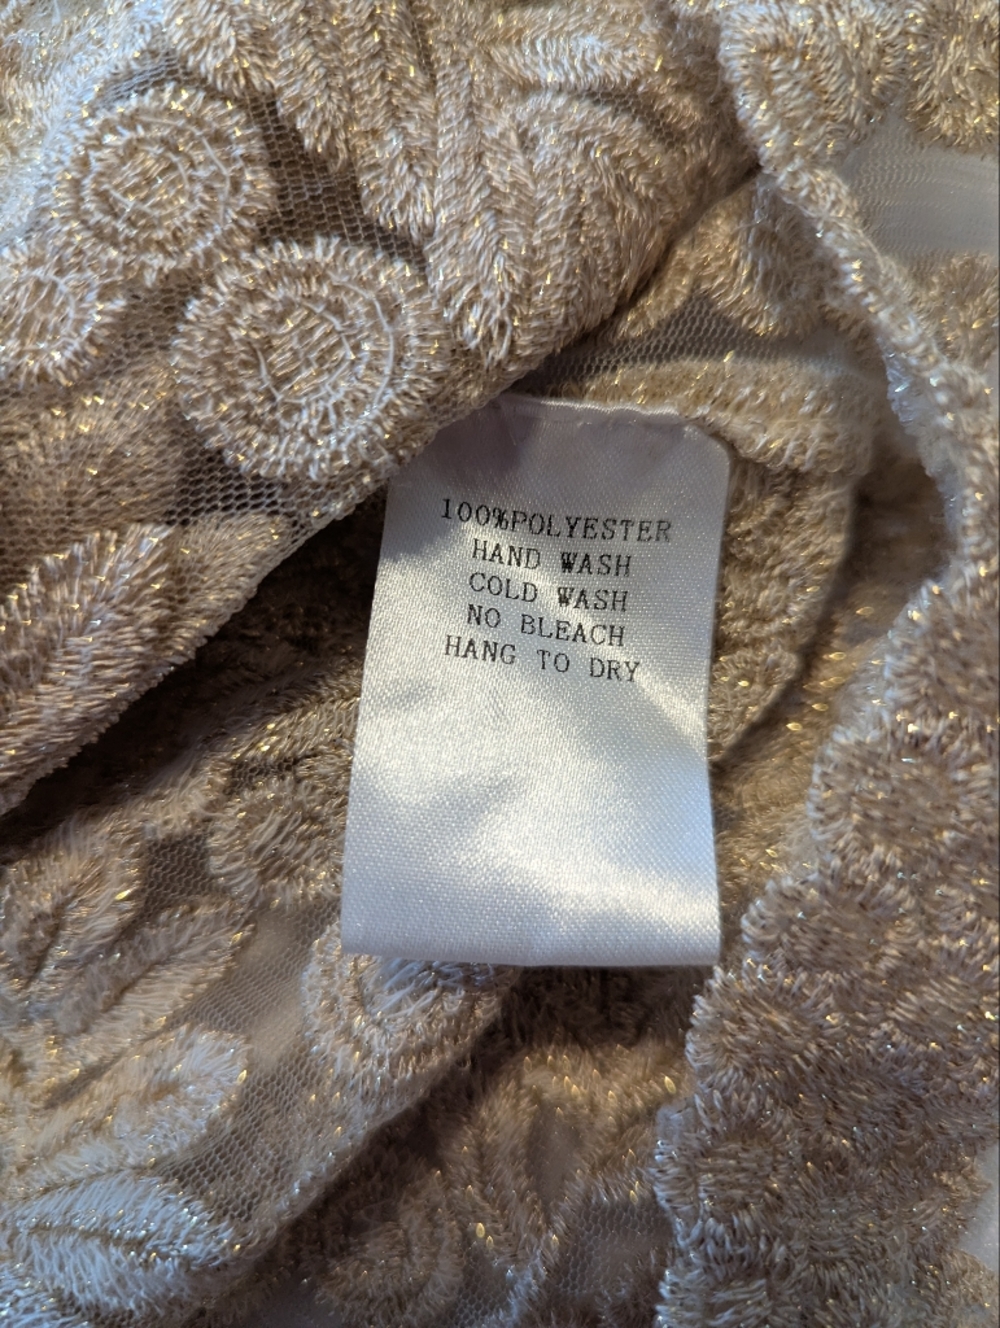 100%POLYESTER
HAND WASH
COLD WASH
NO BLEACH
HANG TO DRY